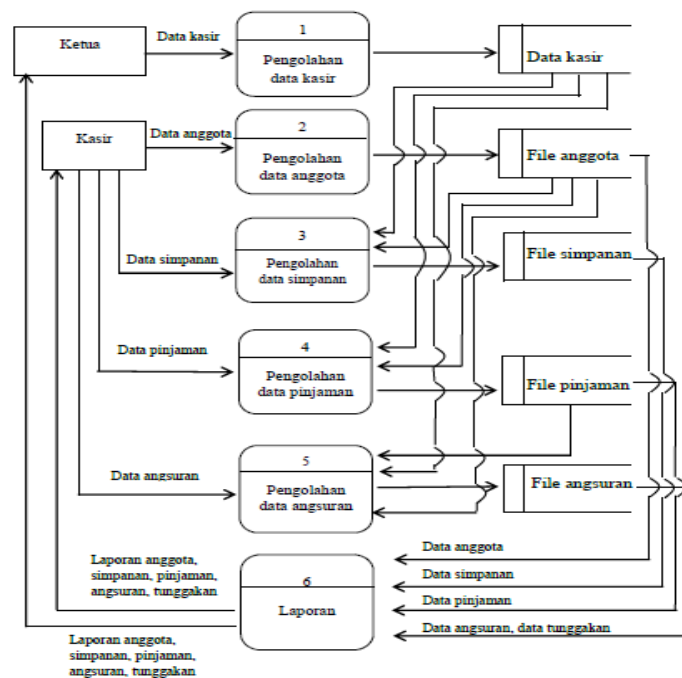 Ketua
Data kasir
1
Pengolahan
data kasir
Data kasir
Kasir
Data anggota
2
Pengolahan
data anggota
File anggota
Data simpanan
3
Pengolahan
data simpanan
File simpanan
Data pinjaman
4
Pengolahan
data pinjaman
File pinjaman
Data angsuran
5
Pengolahan
data angsuran
File angsuran
Laporan anggota,
simpanan, pinjaman,
angsuran, tunggakan
6
Laporan
Data anggota
Data simpanan
Data pinjaman
Data angsuran, data tunggakan
Laporan anggota,
simpanan, pinjaman,
angsuran, tunggakan